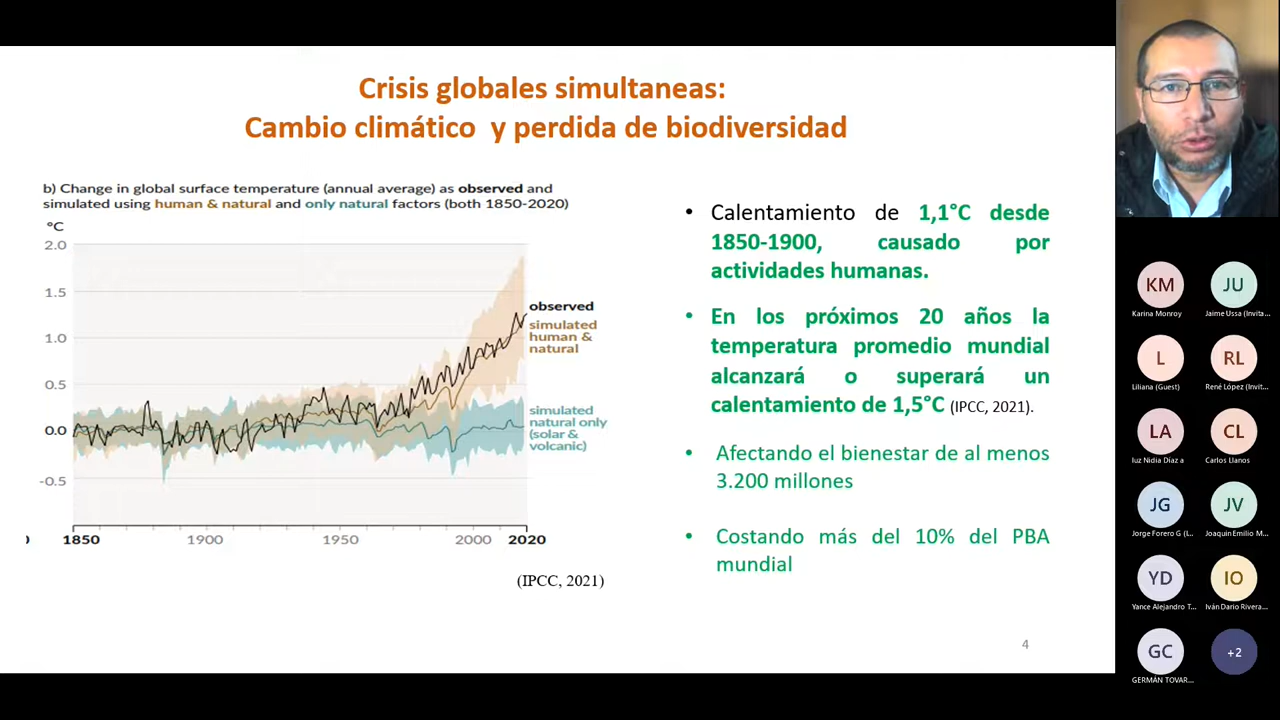 Crisis globales simultaneas:
Cambio climático y perdida de biodiversidad
b) Change in global surface temperature (annual average) as observed and
simulated using human & natural and only natural factors (both 1850-2020)
ºC
2.0
1.5
1.0
0.5
0.0
-0.5
observed
simulated
human &
natural
simulated
natural only
(solar &
volcanic)
1850
1900
1950
2000
2020
(IPCC, 2021)
• Calentamiento de 1,1°C desde
1850-1900, causado por
actividades humanas.
• En los próximos 20 años la
temperatura promedio mundial
alcanzará o superará un
calentamiento de 1,5°C (IPCC, 2021).
• Afectando el bienestar de al menos
3.200 millones
• Costando más del 10% del PBA
mundial
4
KM
Karina Monroy
JU
Jaime Ussa (Invita...
L
Liliana (Guest)
RL
René López (Invit...
LA
luz Nidia Díaz a
CL
Carlos Llanos
JG
Jorge Forero G (I...
JV
Joaquin Emilio M...
YD
Yance Alejandro T...
IO
Iván Dario Rivera...
GC
GERMÁN TOVAR...
+2